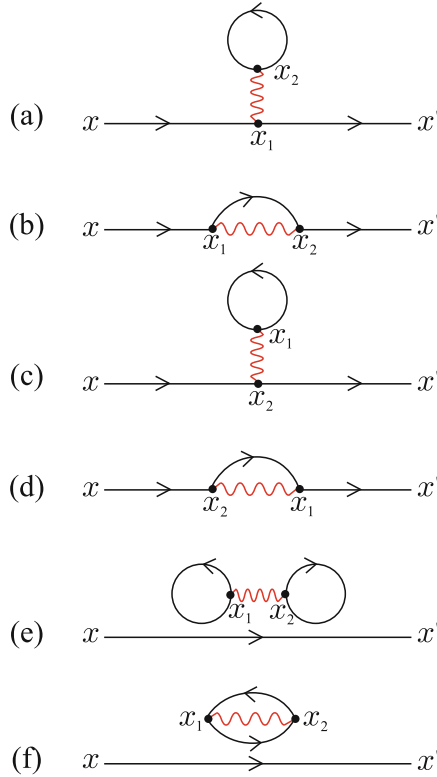 x₂
(a) x x'
x₁
(b) x x'
x₁ x₂
x₁
(c) x x'
x₂
(d) x x'
x₂ x₁
x₁ x₂
(e) x x'
x₁ x₂
(f) x x'